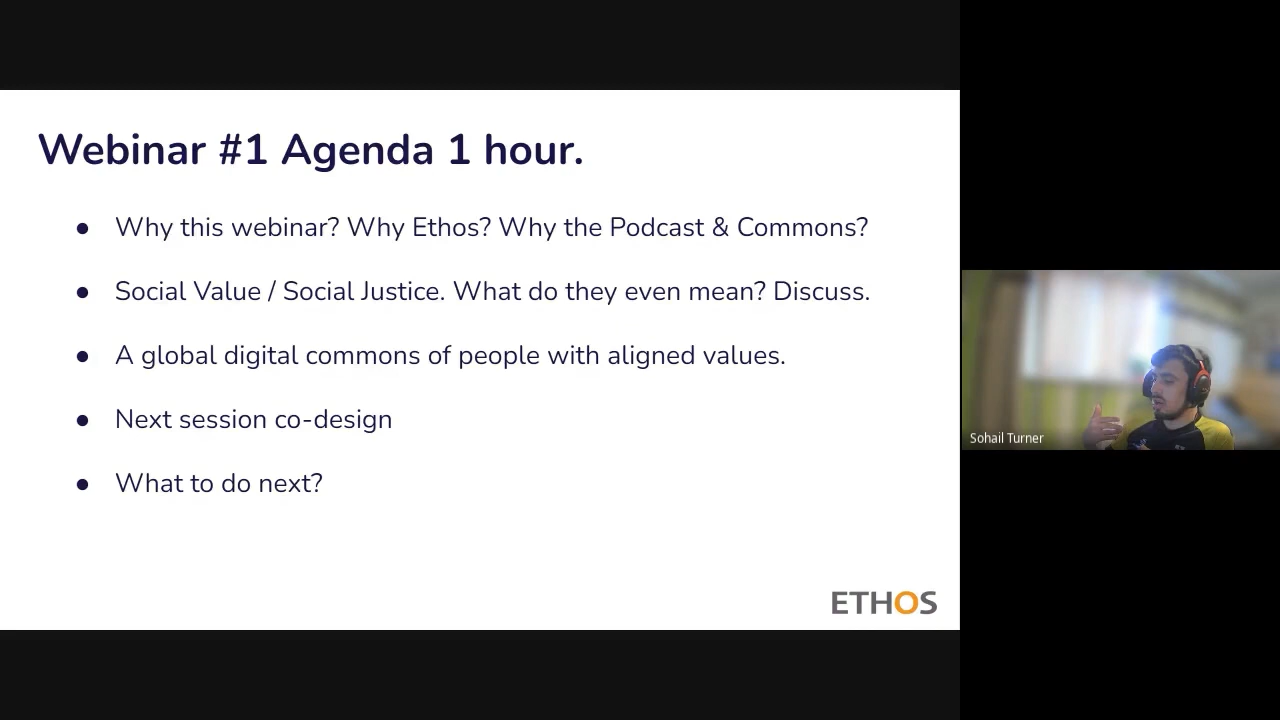 Webinar #1 Agenda 1 hour.
● Why this webinar? Why Ethos? Why the Podcast & Commons?
● Social Value / Social Justice. What do they even mean? Discuss.
● A global digital commons of people with aligned values.
● Next session co-design
● What to do next?
ETHOS
Sohail Turner